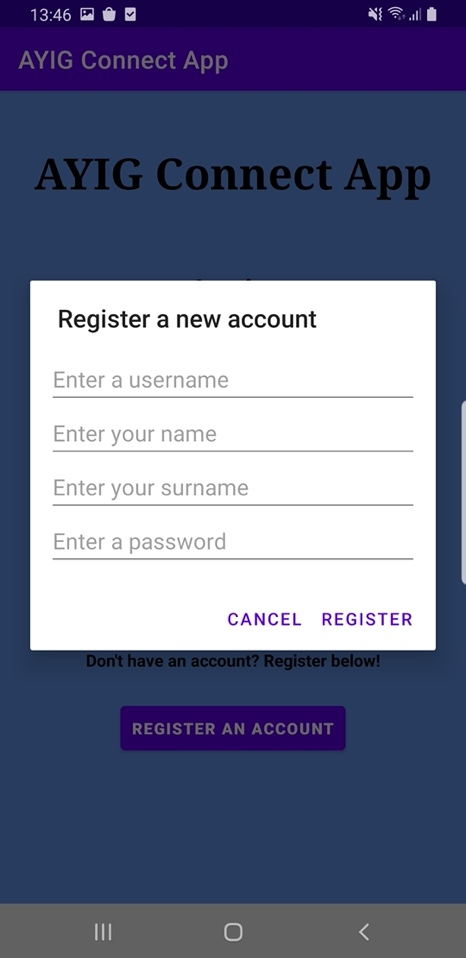 13:46
AYIG Connect App
AYIG Connect App
Register a new account
Enter a username
Enter your name
Enter your surname
Enter a password
CANCEL REGISTER
Don't have an account? Register below!
REGISTER AN ACCOUNT